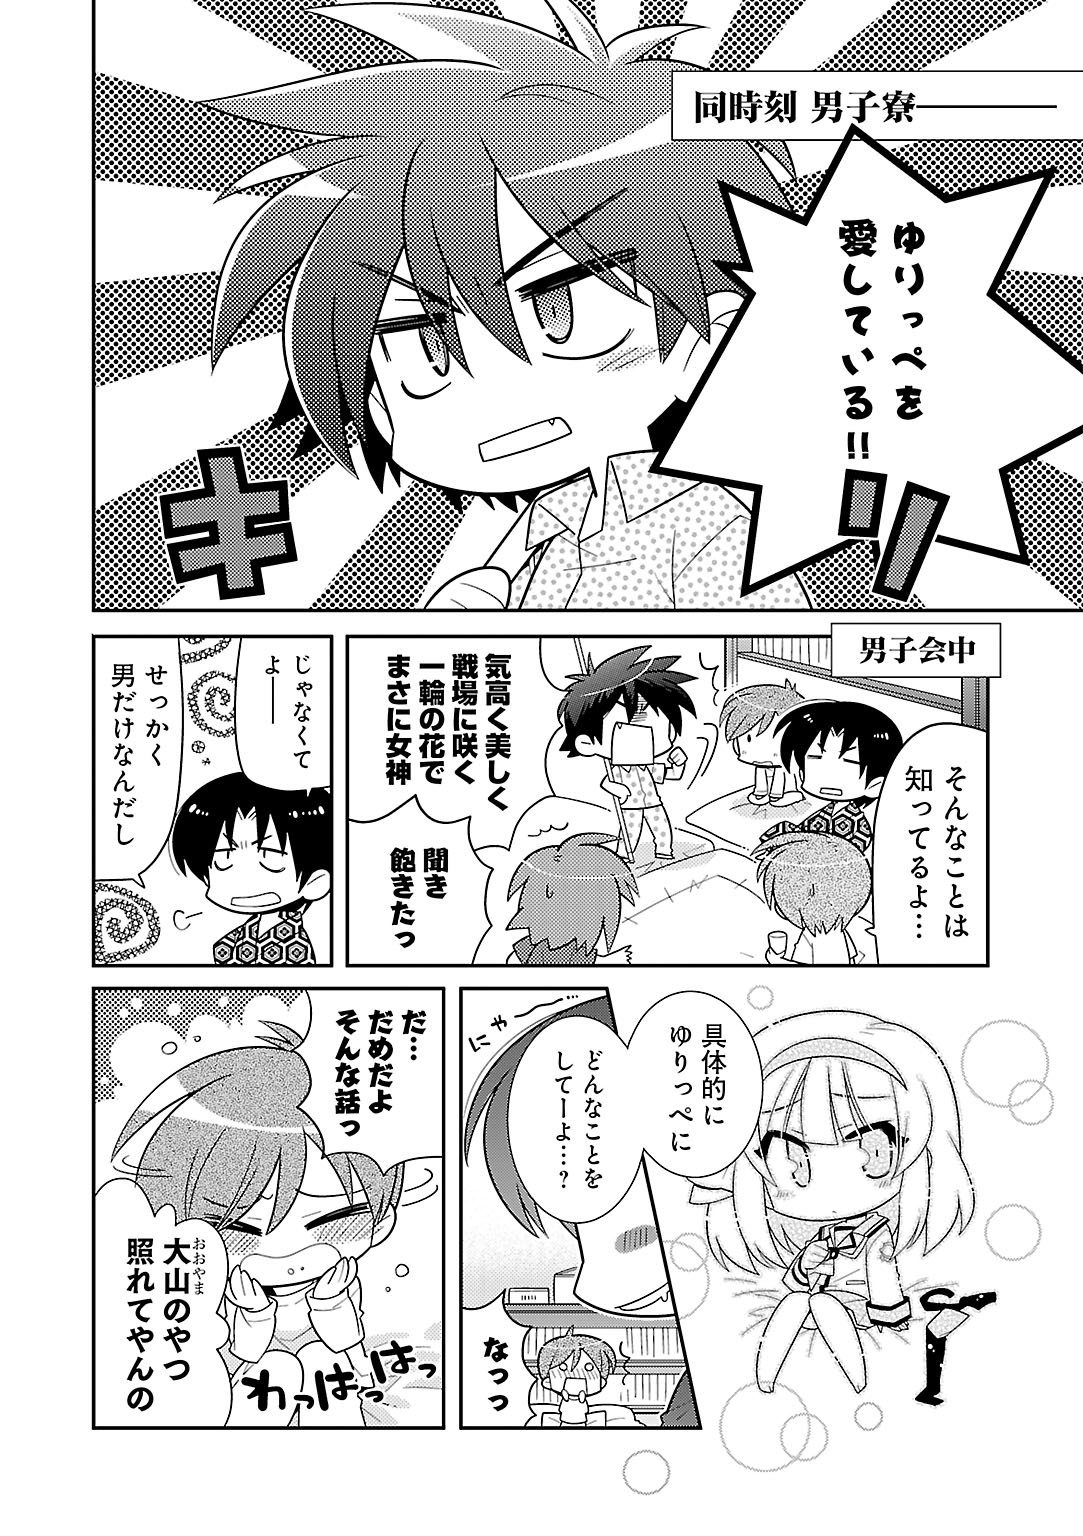 同時刻 男子寮――――
ゆりっぺを
愛している!!
キ
!!
男子会中
そんなことは
知ってるよ…
気高く美しく
戦場に咲く
一輪の花で
まさに女神
聞き
飽きたっ
じゃなくて
よ――
せっかく
男だけなんだし
具体的に
ゆりっぺに
どんなことを
してーよ…?
にゃー
なっっ
だ…
だめだよ
そんな話っ
大山のやつ
おおやま
照れてやんの
わっはっはっ